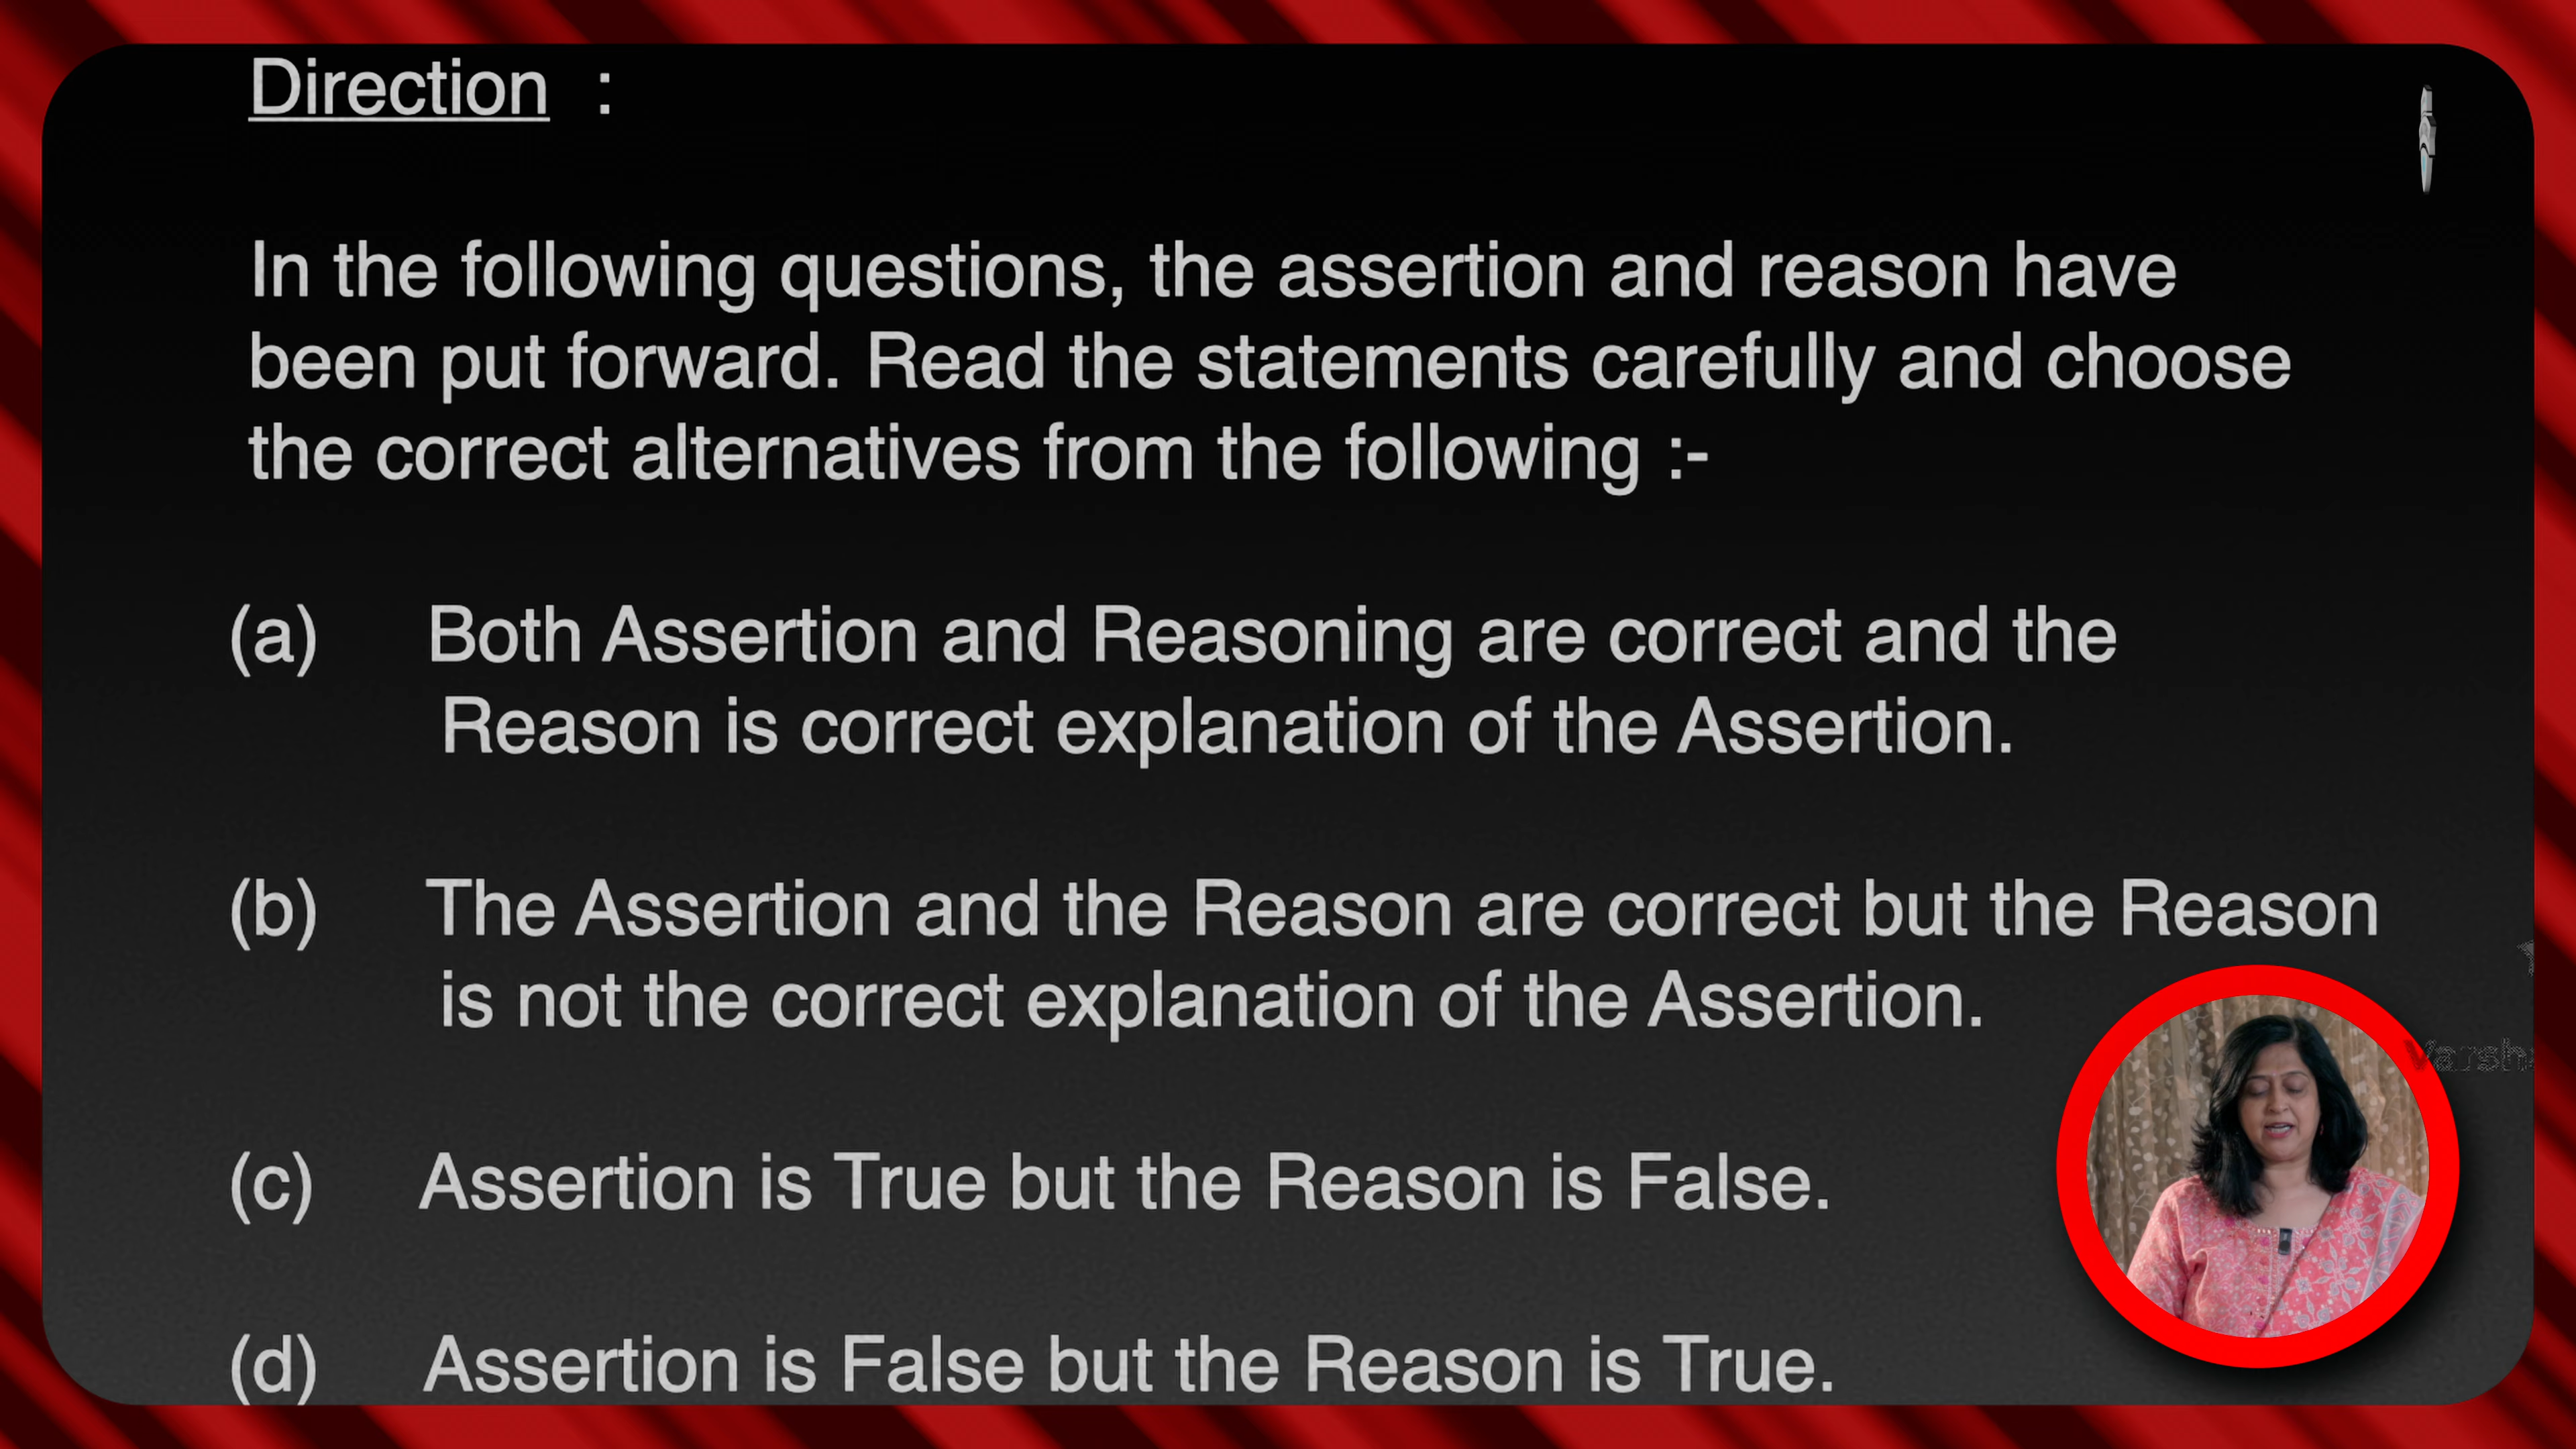 Direction :
In the following questions, the assertion and reason have
been put forward. Read the statements carefully and choose
the correct alternatives from the following :-
(a) Both Assertion and Reasoning are correct and the
Reason is correct explanation of the Assertion.
(b) The Assertion and the Reason are correct but the Reason
is not the correct explanation of the Assertion.
(c) Assertion is True but the Reason is False.
(d) Assertion is False but the Reason is True.